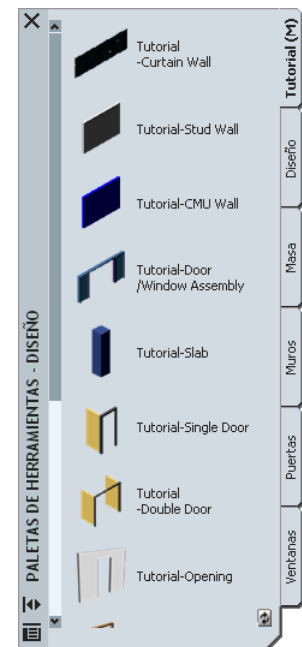 Tutorial
-Curtain Wall
Tutorial-Stud Wall
Tutorial-CMU Wall
Tutorial-Door
/Window Assembly
Tutorial-Slab
Tutorial-Single Door
Tutorial
-Double Door
Tutorial-Opening
PALETAS DE HERRAMIENTAS - DISEÑO
Tutorial (M)
Diseño
Masa
Muros
Puertas
Ventanas